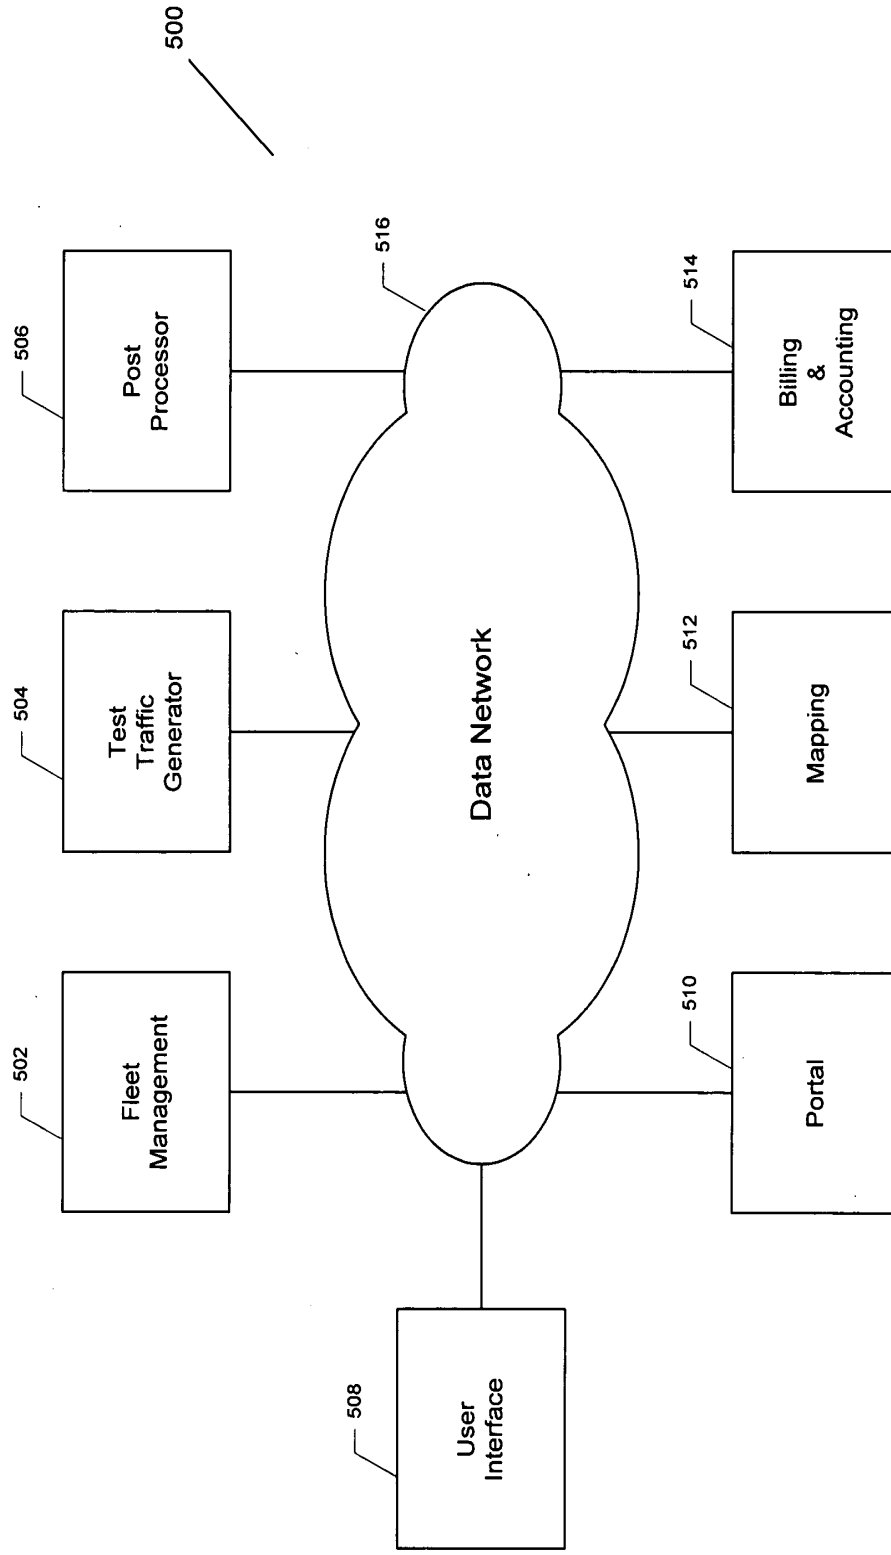 500
502
Fleet
Management
504
Test
Traffic
Generator
506
Post
Processor
508
User
Interface
Data Network
516
510
Portal
512
Mapping
514
Billing
&
Accounting